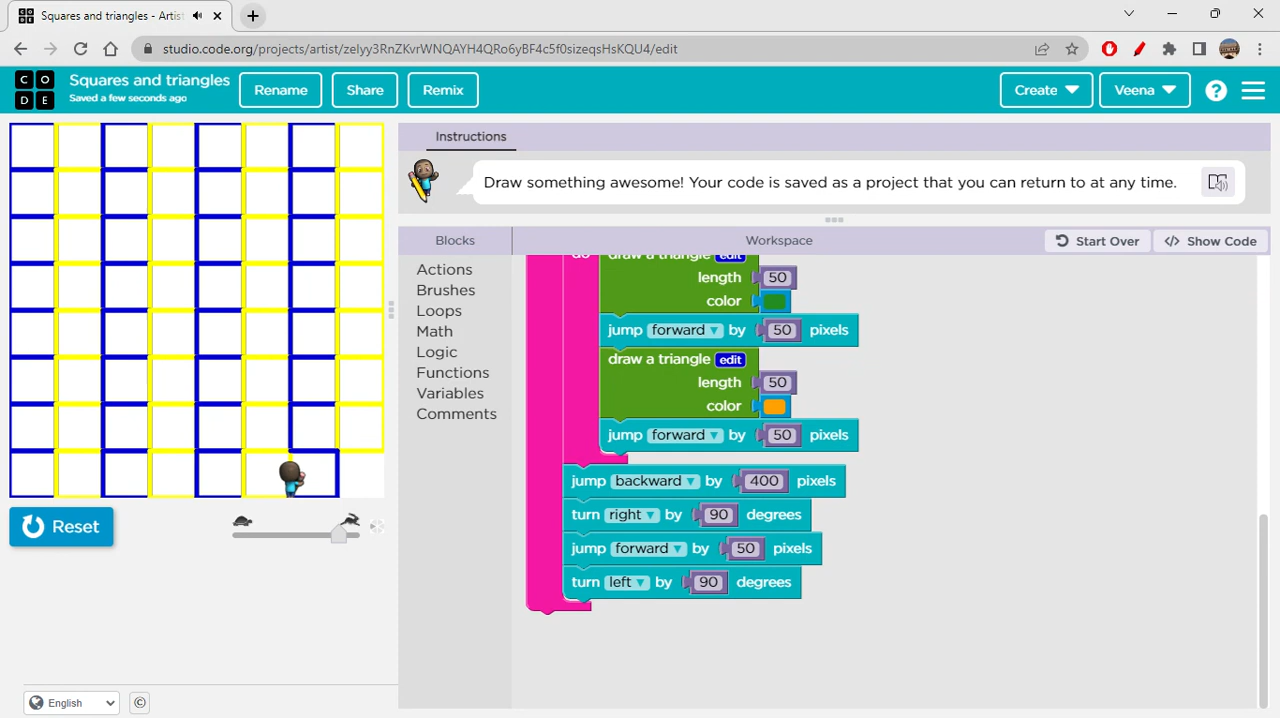 Squares and triangles - Artis
studio.code.org/projects/artist/zelyy3RnZKvrWNQAYH4QRo6yBF4c5f0sizeqsHsKQU4/edit
C O D E
Squares and triangles
Saved a few seconds ago
Rename
Share
Remix
Create
Veena
?
Instructions
Draw something awesome! Your code is saved as a project that you can return to at any time.
Blocks
Workspace
Start Over
</> Show Code
Actions
Brushes
Loops
Math
Logic
Functions
Variables
Comments
do
draw a triangle edit
length 50
color
jump forward by 50 pixels
draw a triangle edit
length 50
color
jump forward by 50 pixels
jump backward by 400 pixels
turn right by 90 degrees
jump forward by 50 pixels
turn left by 90 degrees
Reset
English
©